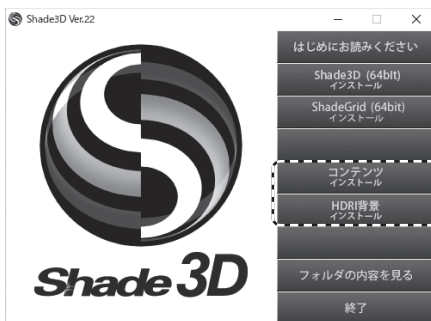 Shade3D Ver.22
はじめにお読みください
Shade3D (64bit)
インストール
ShadeGrid (64bit)
インストール
コンテンツ
インストール
HDRI背景
インストール
Shade 3D
フォルダの内容を見る
終了